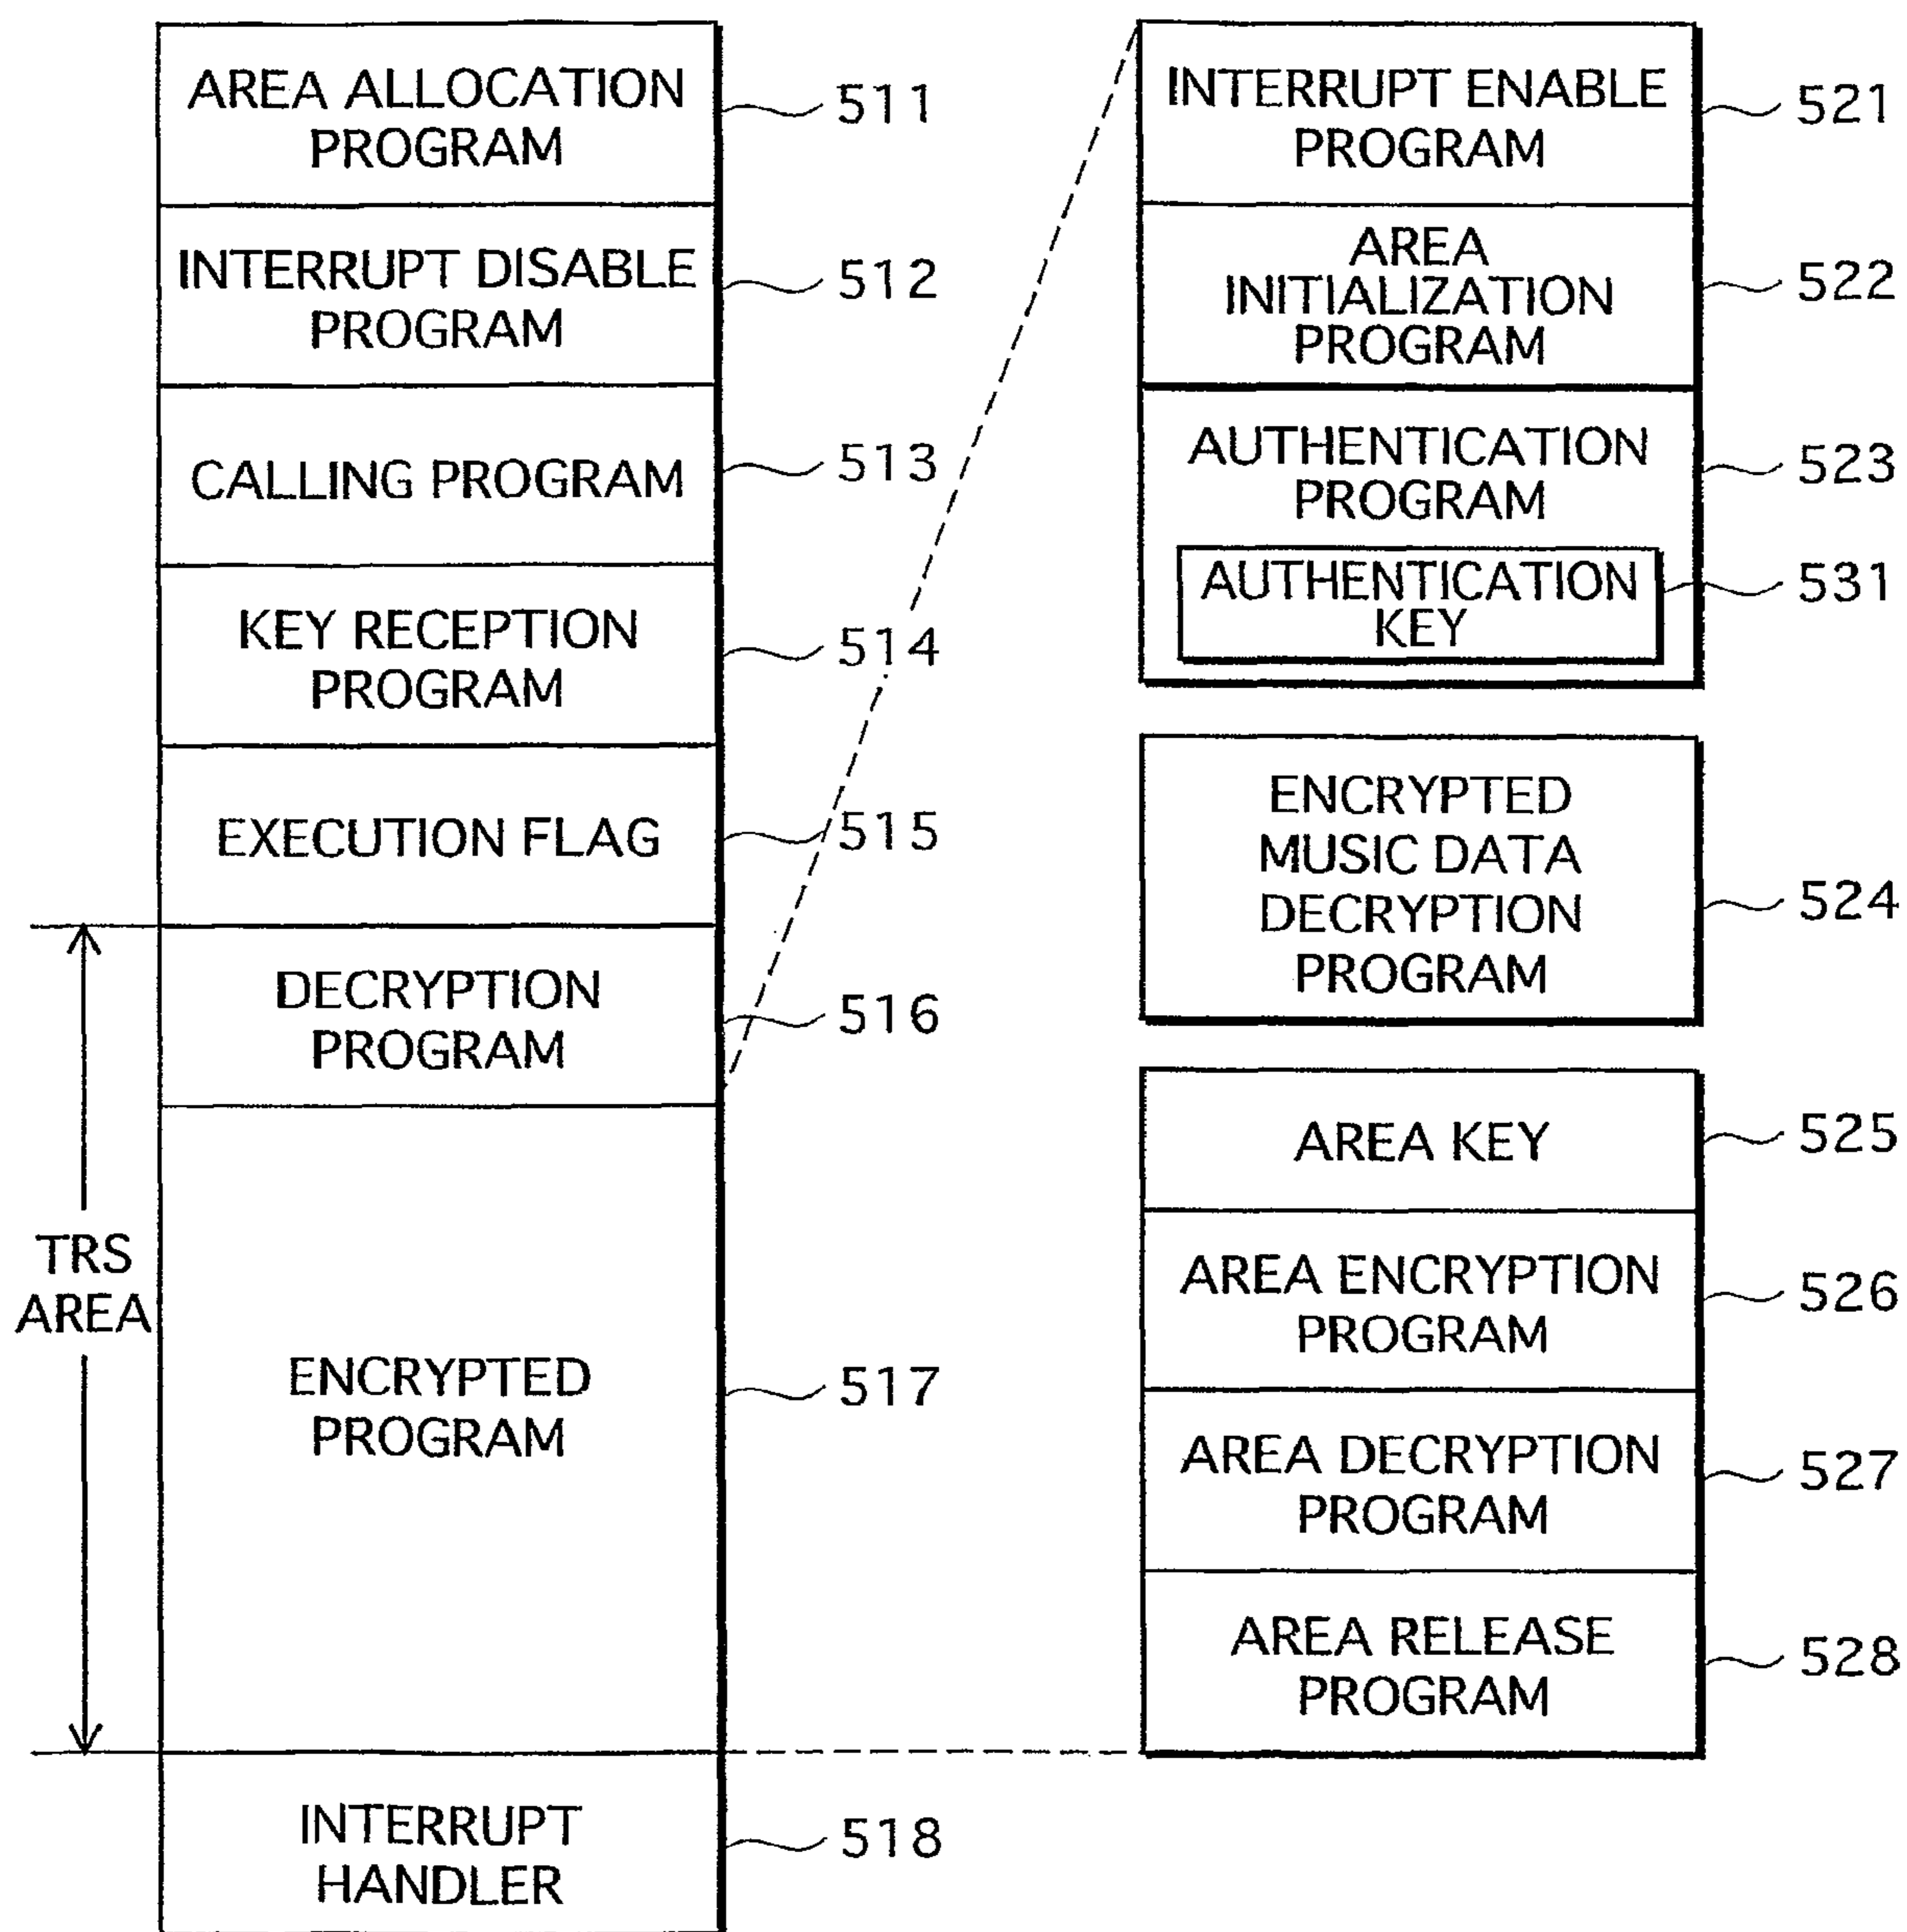 AREA ALLOCATION
PROGRAM
511
INTERRUPT DISABLE
PROGRAM
512
CALLING PROGRAM
513
KEY RECEPTION
PROGRAM
514
EXECUTION FLAG
515
TRS
AREA
DECRYPTION
PROGRAM
516
ENCRYPTED
PROGRAM
517
INTERRUPT
HANDLER
518
INTERRUPT ENABLE
PROGRAM
521
AREA
INITIALIZATION
PROGRAM
522
AUTHENTICATION
PROGRAM
523
AUTHENTICATION
KEY
531
ENCRYPTED
MUSIC DATA
DECRYPTION
PROGRAM
524
AREA KEY
525
AREA ENCRYPTION
PROGRAM
526
AREA DECRYPTION
PROGRAM
527
AREA RELEASE
PROGRAM
528